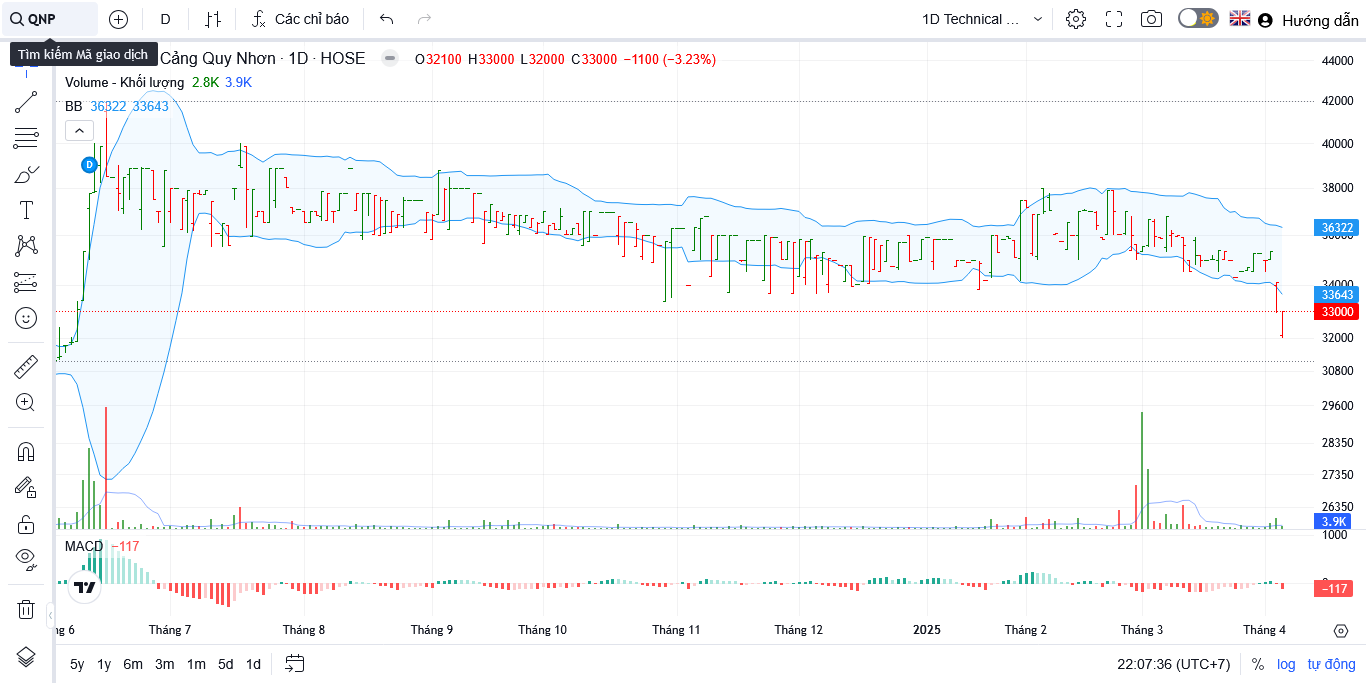 QNP
D
Các chỉ báo
1D Technical ...
Hướng dẫn
Tìm kiếm Mã giao dịch
Cảng Quy Nhơn · 1D · HOSE
O32100 H33000 L32000 C33000 −1100 (−3.23%)
Volume - Khối lượng 2.8K 3.9K
BB 36322 33643
D
44000
42000
40000
38000
36322
36000
34000
33643
33000
32000
30800
29600
28350
27350
26350
3.9K
MACD −117
1000
0
−117
ng 6
Tháng 7
Tháng 8
Tháng 9
Tháng 10
Tháng 11
Tháng 12
2025
Tháng 2
Tháng 3
Tháng 4
5y 1y 6m 3m 1m 5d 1d
22:07:36 (UTC+7)
% log tự động